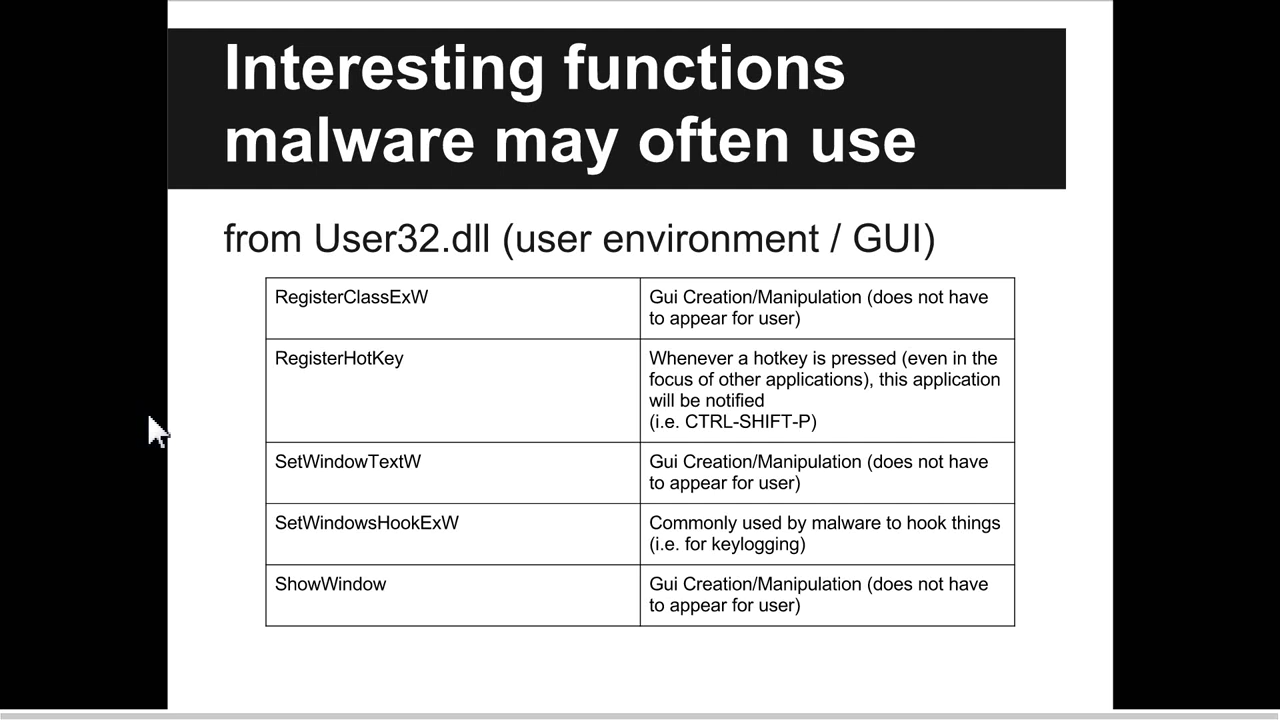 Interesting functions
malware may often use
from User32.dll (user environment / GUI)
RegisterClassExW
Gui Creation/Manipulation (does not have
to appear for user)
RegisterHotKey
Whenever a hotkey is pressed (even in the
focus of other applications), this application
will be notified
(i.e. CTRL-SHIFT-P)
SetWindowTextW
Gui Creation/Manipulation (does not have
to appear for user)
SetWindowsHookExW
Commonly used by malware to hook things
(i.e. for keylogging)
ShowWindow
Gui Creation/Manipulation (does not have
to appear for user)